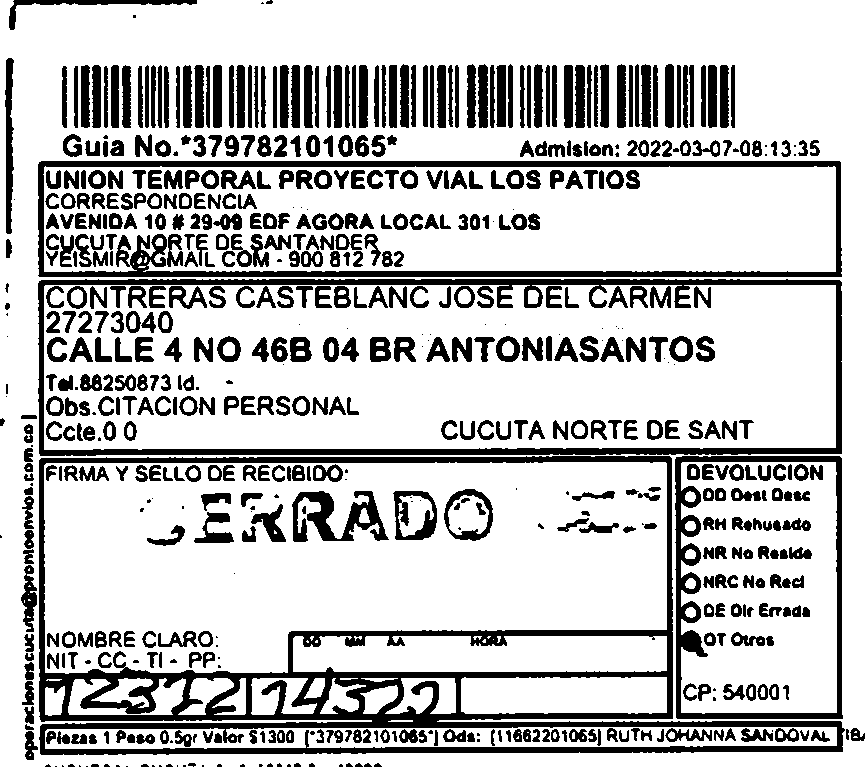 Guia No.*379782101065*
Admision: 2022-03-07-08:13:35
UNION TEMPORAL PROYECTO VIAL LOS PATIOS
CORRESPONDENCIA
AVENIDA 10 # 29-09 EDF AGORA LOCAL 301 LOS
CUCUTA NORTE DE SANTANDER
YEISMIR@GMAIL COM - 900 812 782
CONTRERAS CASTEBLANC JOSE DEL CARMEN
27273040
CALLE 4 NO 46B 04 BR ANTONIASANTOS
Tel.88250873 Id. -
Obs.CITACION PERSONAL
Ccte.0 0
CUCUTA NORTE DE SANT
FIRMA Y SELLO DE RECIBIDO:
CERRADO
NOMBRE CLARO:
NIT - CC - TI - PP:
DD MM AA HORA
DEVOLUCION
DD Dest Desc
RH Rehusado
NR No Reside
NRC No Recl
DE Dir Errada
OT Otros
CP: 540001
operacionescucuta@prontoenvios.com.co
Piezas 1 Peso 0.5gr Valor $1300 [*379782101065*] Ods: [11662201065] RUTH JOHANNA SANDOVAL